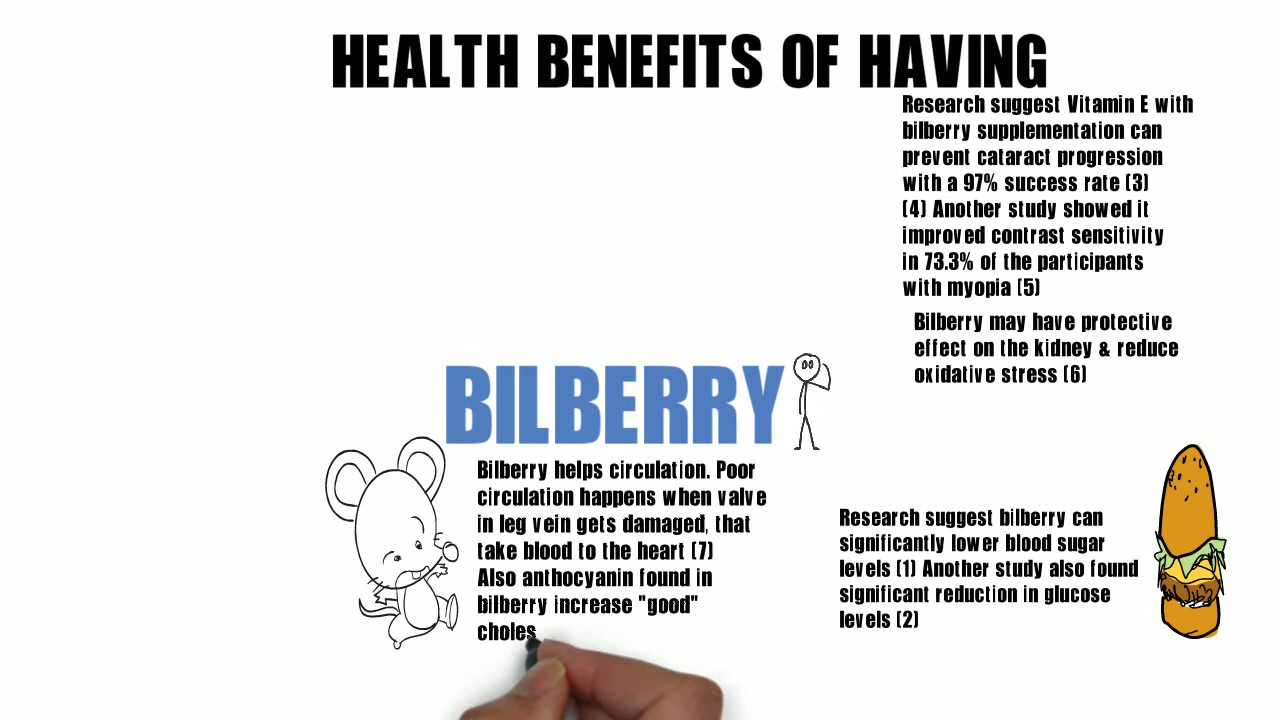 HEALTH BENEFITS OF HAVING
Research suggest Vitamin E with
bilberry supplementation can
prevent cataract progression
with a 97% success rate (3)
(4) Another study showed it
improved contrast sensitivity
in 73.3% of the participants
with myopia (5)
Bilberry may have protective
effect on the kidney & reduce
oxidative stress (6)
BILBERRY
Bilberry helps circulation. Poor
circulation happens when valve
in leg vein gets damaged, that
take blood to the heart (7)
Also anthocyanin found in
bilberry increase "good"
choles
Research suggest bilberry can
significantly lower blood sugar
levels (1) Another study also found
significant reduction in glucose
levels (2)